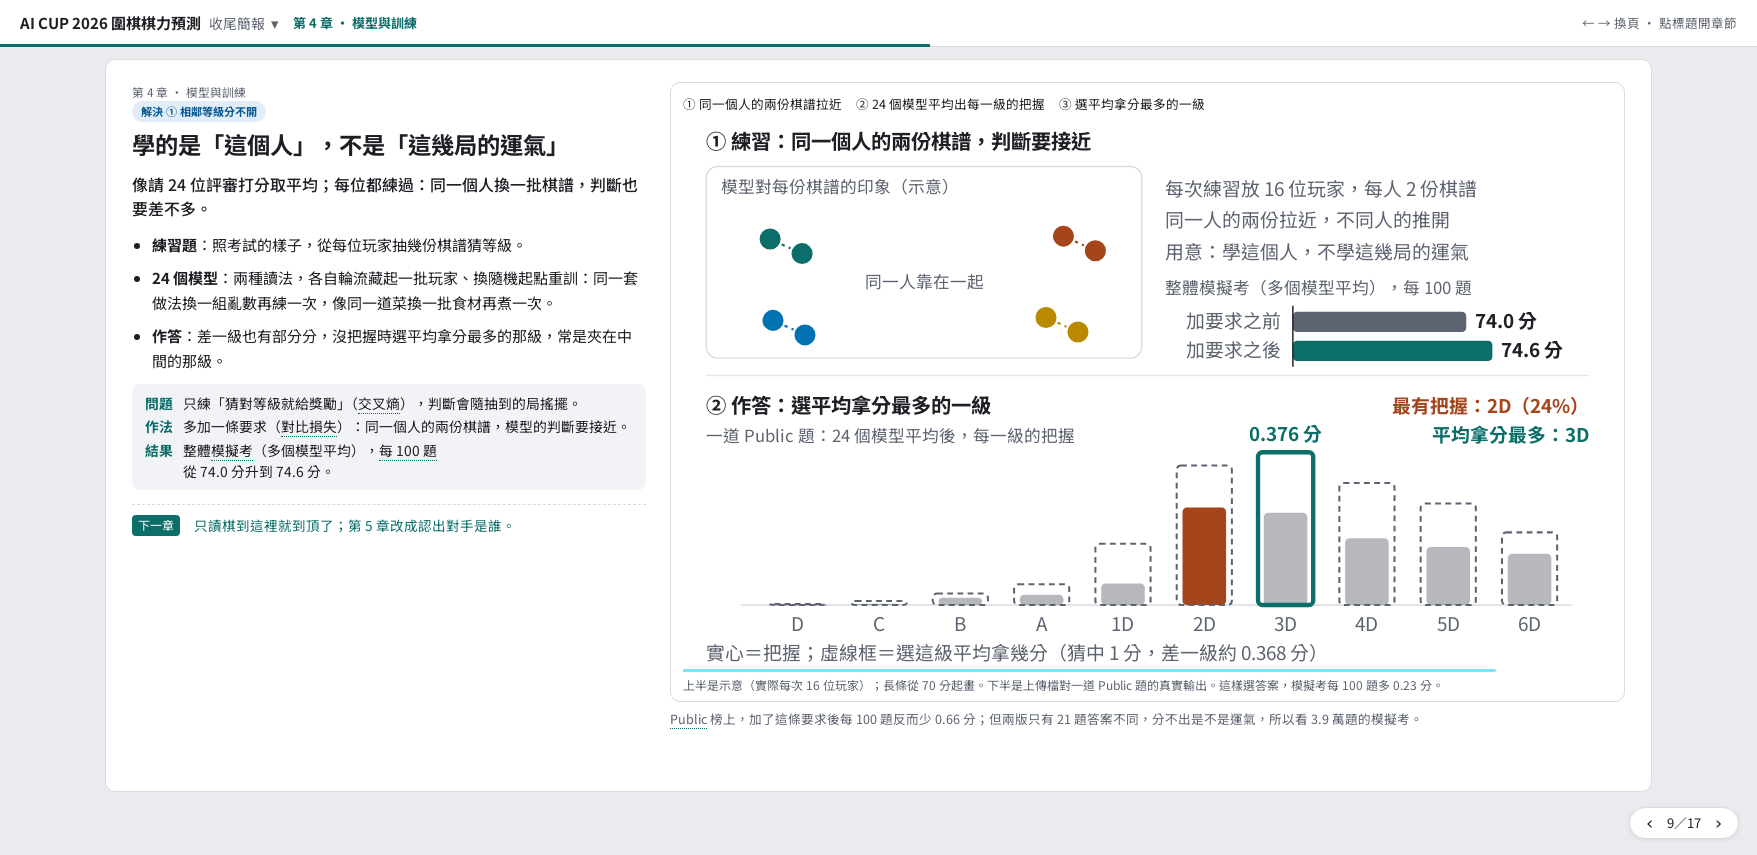 AI CUP 2026 圍棋棋力預測 收尾簡報 ▼ 第 4 章 · 模型與訓練
←→ 換頁 · 點標題開章節
第 4 章 · 模型與訓練
解決 ① 相鄰等級分不開
學的是「這個人」，不是「這幾局的運氣」
像請 24 位評審打分取平均；每位都練過：同一個人換一批棋譜，判斷也
要差不多。
• 練習題：照考試的樣子，從每位玩家抽幾份棋譜猜等級。
• 24 個模型：兩種讀法，各自輪流藏起一批玩家、換隨機起點重訓：同一套
做法換一組亂數再練一次，像同一道菜換一批食材再煮一次。
• 作答：差一級也有部分分，沒把握時選平均拿分最多的那級，常是夾在中
間的那級。
問題 只練「猜對等級就給獎勵」（交叉熵），判斷會隨抽到的局搖擺。
作法 多加一條要求（對比損失）：同一個人的兩份棋譜，模型的判斷要接近。
結果 整體模擬考（多個模型平均），每 100 題
從 74.0 分升到 74.6 分。
下一章 只讀棋到這裡就到頂了；第 5 章改成認出對手是誰。
① 同一個人的兩份棋譜拉近 ② 24 個模型平均出每一級的把握 ③ 選平均拿分最多的一級
① 練習：同一個人的兩份棋譜，判斷要接近
模型對每份棋譜的印象（示意）
同一人靠在一起
每次練習放 16 位玩家，每人 2 份棋譜
同一人的兩份拉近，不同人的推開
用意：學這個人，不學這幾局的運氣
整體模擬考（多個模型平均），每 100 題
加要求之前 74.0 分
加要求之後 74.6 分
② 作答：選平均拿分最多的一級
最有把握：2D（24%）
一道 Public 題：24 個模型平均後，每一級的把握
0.376 分
平均拿分最多：3D
D C B A 1D 2D 3D 4D 5D 6D
實心＝把握；虛線框＝選這級平均拿幾分（猜中 1 分，差一級約 0.368 分）
上半是示意（實際每次 16 位玩家）；長條從 70 分起畫。下半是上傳檔對一道 Public 題的真實輸出。這樣選答案，模擬考每 100 題多 0.23 分。
Public 榜上，加了這條要求後每 100 題反而少 0.66 分；但兩版只有 21 題答案不同，分不出是不是運氣，所以看 3.9 萬題的模擬考。
‹ 9／17 ›